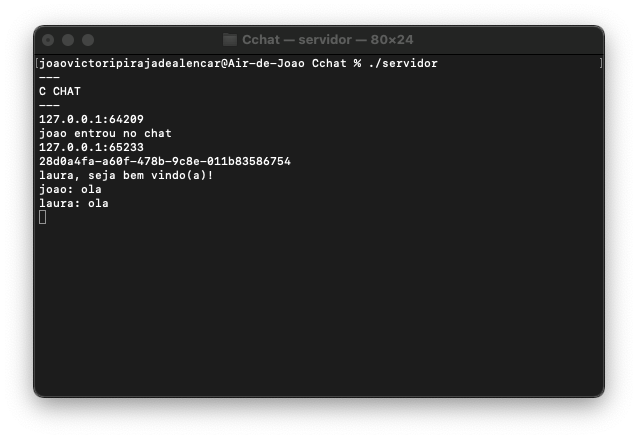 Cchat — servidor — 80×24
[joaovictoripirajadealencar@Air-de-Joao Cchat % ./servidor ]
---
C CHAT
---
127.0.0.1:64209
joao entrou no chat
127.0.0.1:65233
28d0a4fa-a60f-478b-9c8e-011b83586754
laura, seja bem vindo(a)!
joao: ola
laura: ola